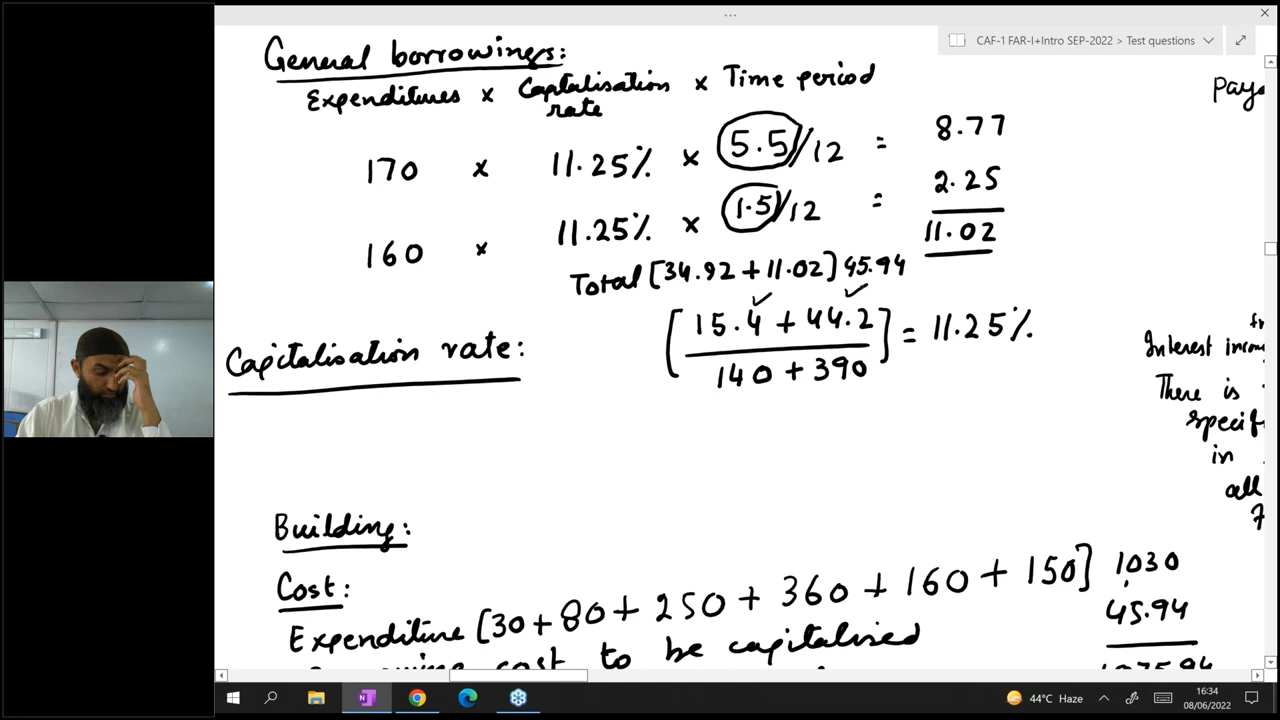 CAF-1 FAR-I+Intro SEP-2022 > Test questions
General borrowings:
Expenditures × Captalisation rate × Time period
170 × 11.25% × 5.5/12 = 8.77
160 × 11.25% × 1.5/12 = 2.25
11.02
Total [34.92 + 11.02] 45.94
Capitalisation rate: [15.4 + 44.2 / 140 + 390] = 11.25%
Interest incom
There is
specif
in
all
Building:
Cost:
Expenditure [30 + 80 + 250 + 360 + 160 + 150] 1030
cost to be capitalised 45.94
1075.94
44°C Haze
16:34
08/06/2022